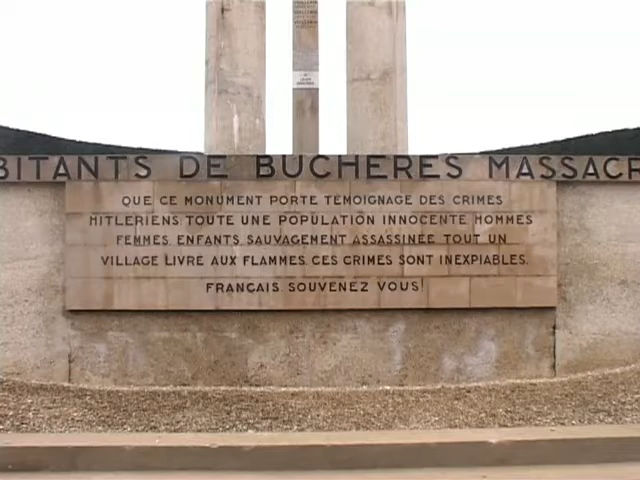 BITANTS DE BUCHERES MASSACR
QUE CE MONUMENT PORTE TEMOIGNAGE DES CRIMES
HITLERIENS. TOUTE UNE POPULATION INNOCENTE HOMMES
FEMMES. ENFANTS. SAUVAGEMENT ASSASSINEE TOUT UN
VILLAGE LIVRE AUX FLAMMES. CES CRIMES SONT INEXPIABLES.
FRANÇAIS. SOUVENEZ VOUS!